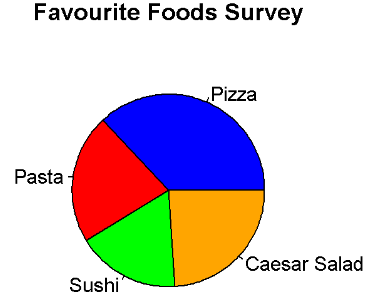 Favourite Foods Survey
Pizza
Pasta
Caesar Salad
Sushi